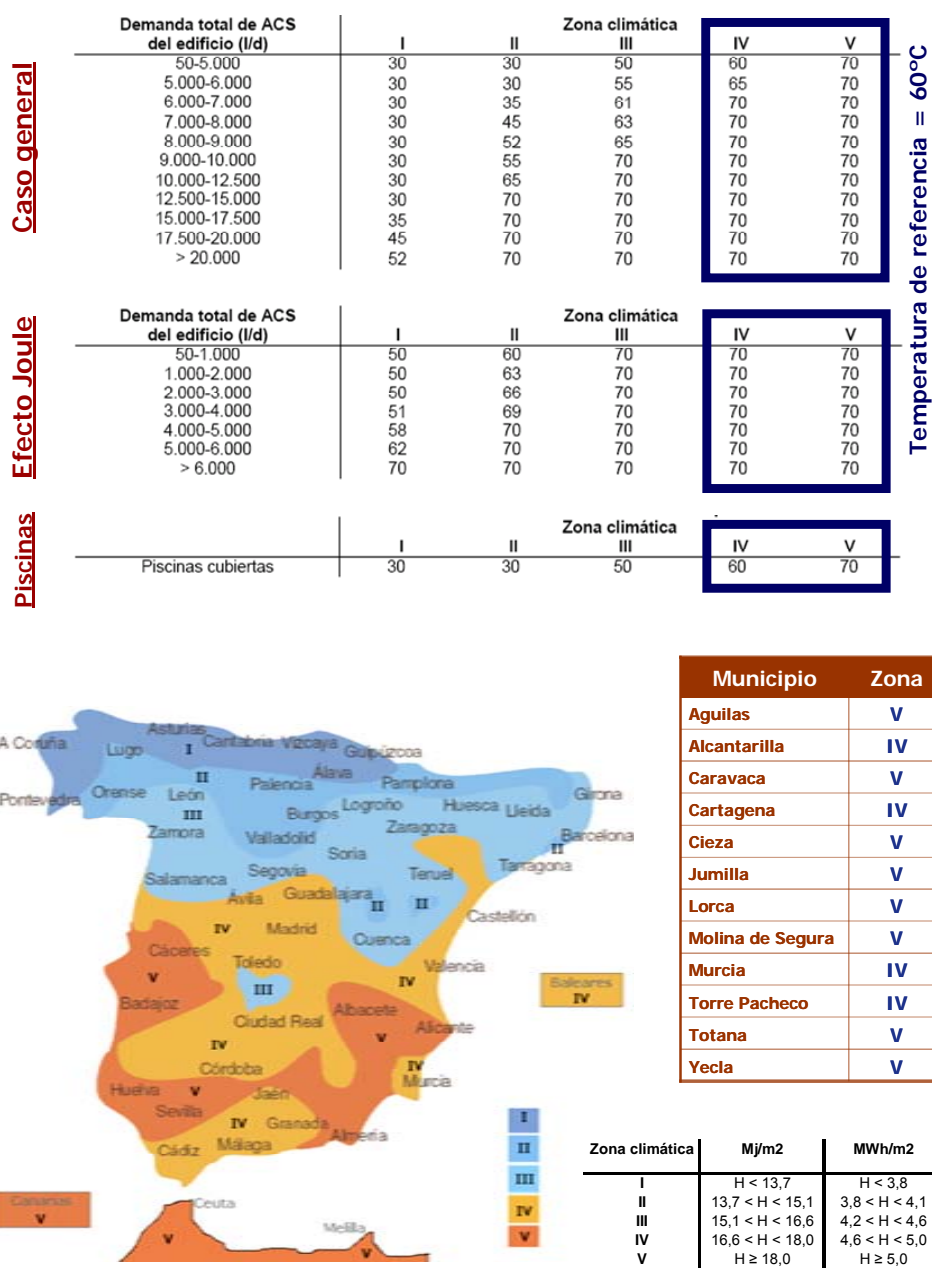 Caso general
Demanda total de ACS Zona climática
del edificio (l/d) I II III IV V
50-5.000 30 30 50 60 70
5.000-6.000 30 30 55 65 70
6.000-7.000 30 35 61 70 70
7.000-8.000 30 45 63 70 70
8.000-9.000 30 52 65 70 70
9.000-10.000 30 55 70 70 70
10.000-12.500 30 65 70 70 70
12.500-15.000 30 70 70 70 70
15.000-17.500 35 70 70 70 70
17.500-20.000 45 70 70 70 70
> 20.000 52 70 70 70 70
Temperatura de referencia = 60ºC
Efecto Joule
Demanda total de ACS Zona climática
del edificio (l/d) I II III IV V
50-1.000 50 60 70 70 70
1.000-2.000 50 63 70 70 70
2.000-3.000 50 66 70 70 70
3.000-4.000 51 69 70 70 70
4.000-5.000 58 70 70 70 70
5.000-6.000 62 70 70 70 70
> 6.000 70 70 70 70 70
Piscinas
Zona climática
I II III IV V
Piscinas cubiertas 30 30 50 60 70
A Coruña
Lugo
Asturias
I
Cantabria
Vizcaya
Guipúzcoa
Álava
II
Pontevedra
Orense
León
III
Palencia
Burgos
Logroño
Pamplona
Huesca
Lleida
Girona
Zamora
Valladolid
Soria
Zaragoza
Barcelona
II
Tarragona
Salamanca
Segovia
Ávila
Guadalajara
II
Teruel
II
Castellón
IV
Madrid
Cuenca
Cáceres
V
Toledo
III
Valencia
IV
Baleares
IV
Badajoz
Ciudad Real
IV
Albacete
V
Alicante
IV
Murcia
Córdoba
Huelva
V
Sevilla
Jaén
IV
Granada
Almería
Cádiz
Málaga
Canarias
V
Ceuta
V
Melilla
V
I
II
III
IV
V
Municipio Zona
Aguilas V
Alcantarilla IV
Caravaca V
Cartagena IV
Cieza V
Jumilla V
Lorca V
Molina de Segura V
Murcia IV
Torre Pacheco IV
Totana V
Yecla V
Zona climática Mj/m2 MWh/m2
I H < 13,7 H < 3,8
II 13,7 < H < 15,1 3,8 < H < 4,1
III 15,1 < H < 16,6 4,2 < H < 4,6
IV 16,6 < H < 18,0 4,6 < H < 5,0
V H ≥ 18,0 H ≥ 5,0